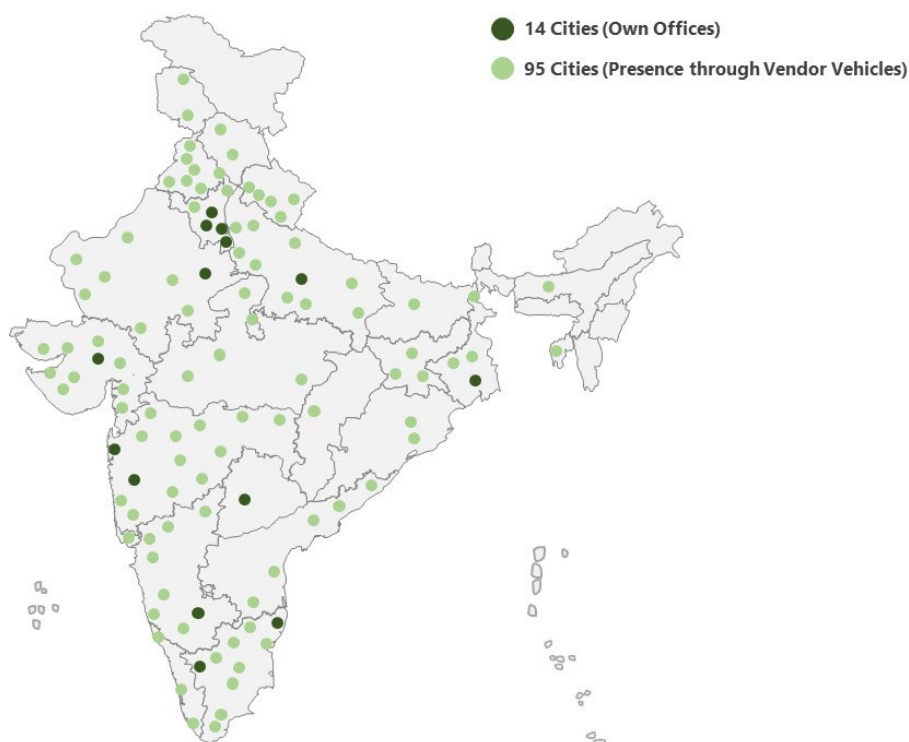 14 Cities (Own Offices)
95 Cities (Presence through Vendor Vehicles)